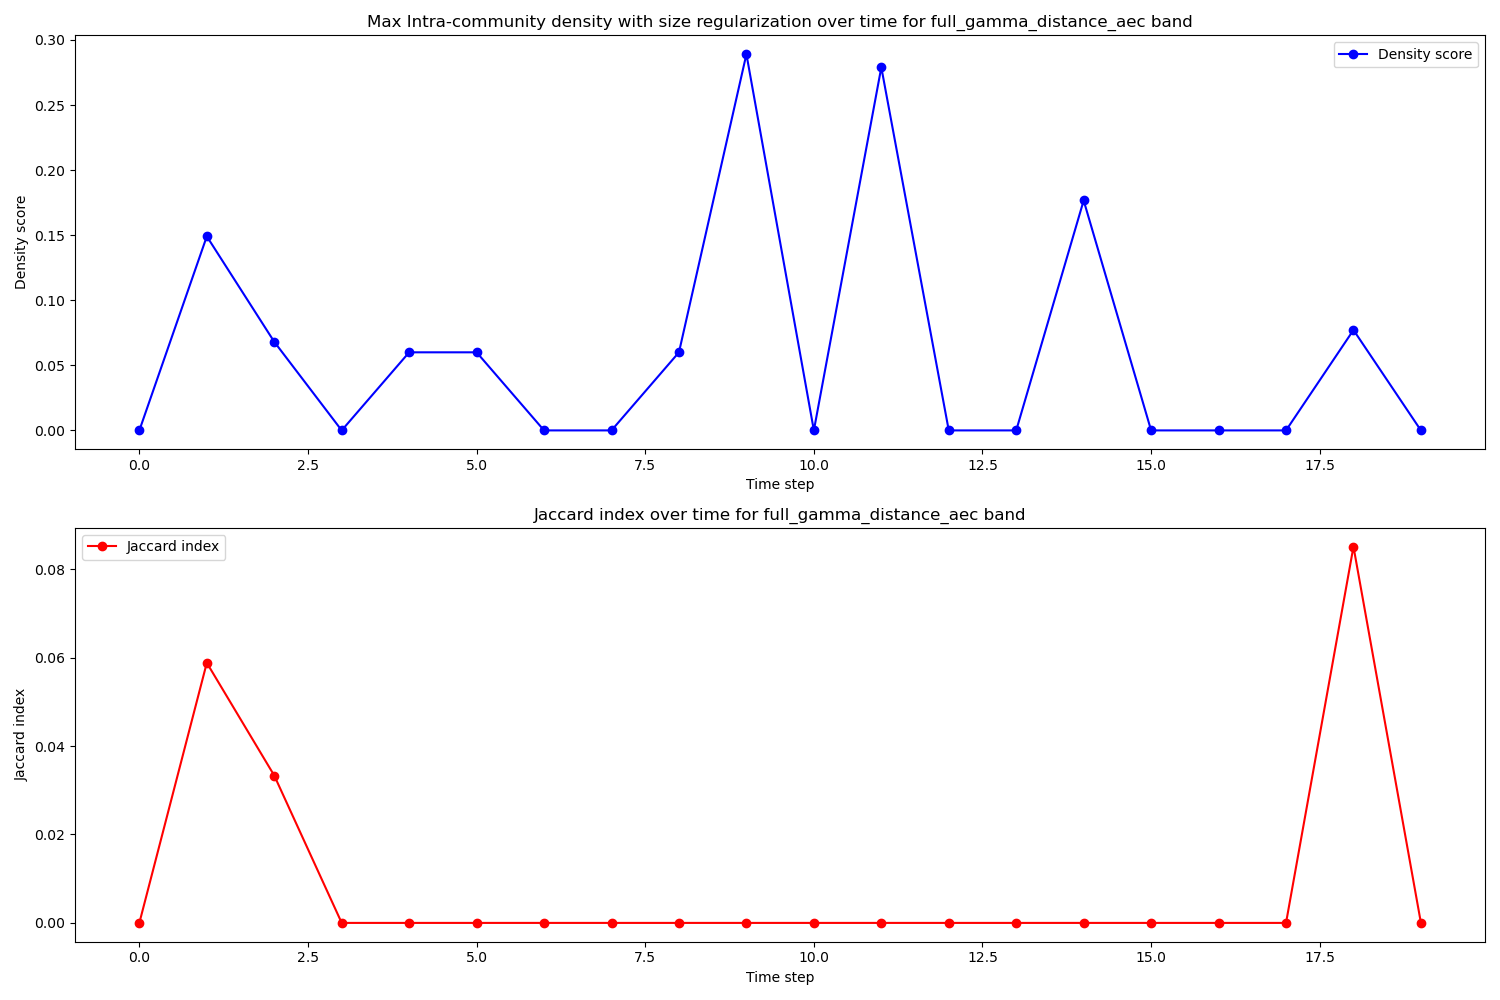 Max Intra-community density with size regularization over time for full_gamma_distance_aec band
Density score
0.30
0.25
0.20
0.15
0.10
0.05
0.00
Density score
0.0 2.5 5.0 7.5 10.0 12.5 15.0 17.5
Time step
Jaccard index over time for full_gamma_distance_aec band
Jaccard index
0.08
0.06
0.04
0.02
0.00
Jaccard index
0.0 2.5 5.0 7.5 10.0 12.5 15.0 17.5
Time step